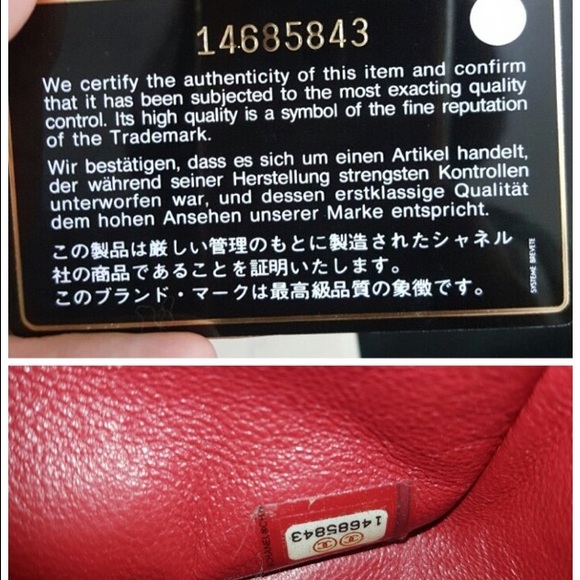 14685843
We certify the authenticity of this item and confirm
that it has been subjected to the most exacting quality
control. Its high quality is a symbol of the fine reputation
of the Trademark.
Wir bestätigen, dass es sich um einen Artikel handelt,
der während seiner Herstellung strengsten Kontrollen
unterworfen war, und dessen erstklassige Qualität
dem hohen Ansehen unserer Marke entspricht.
この製品は厳しい管理のもとに製造されたシャネル
社の商品であることを証明いたします。
このブランド・マークは最高級品質の象徴です。
SYSTEME BREVETE
14685843